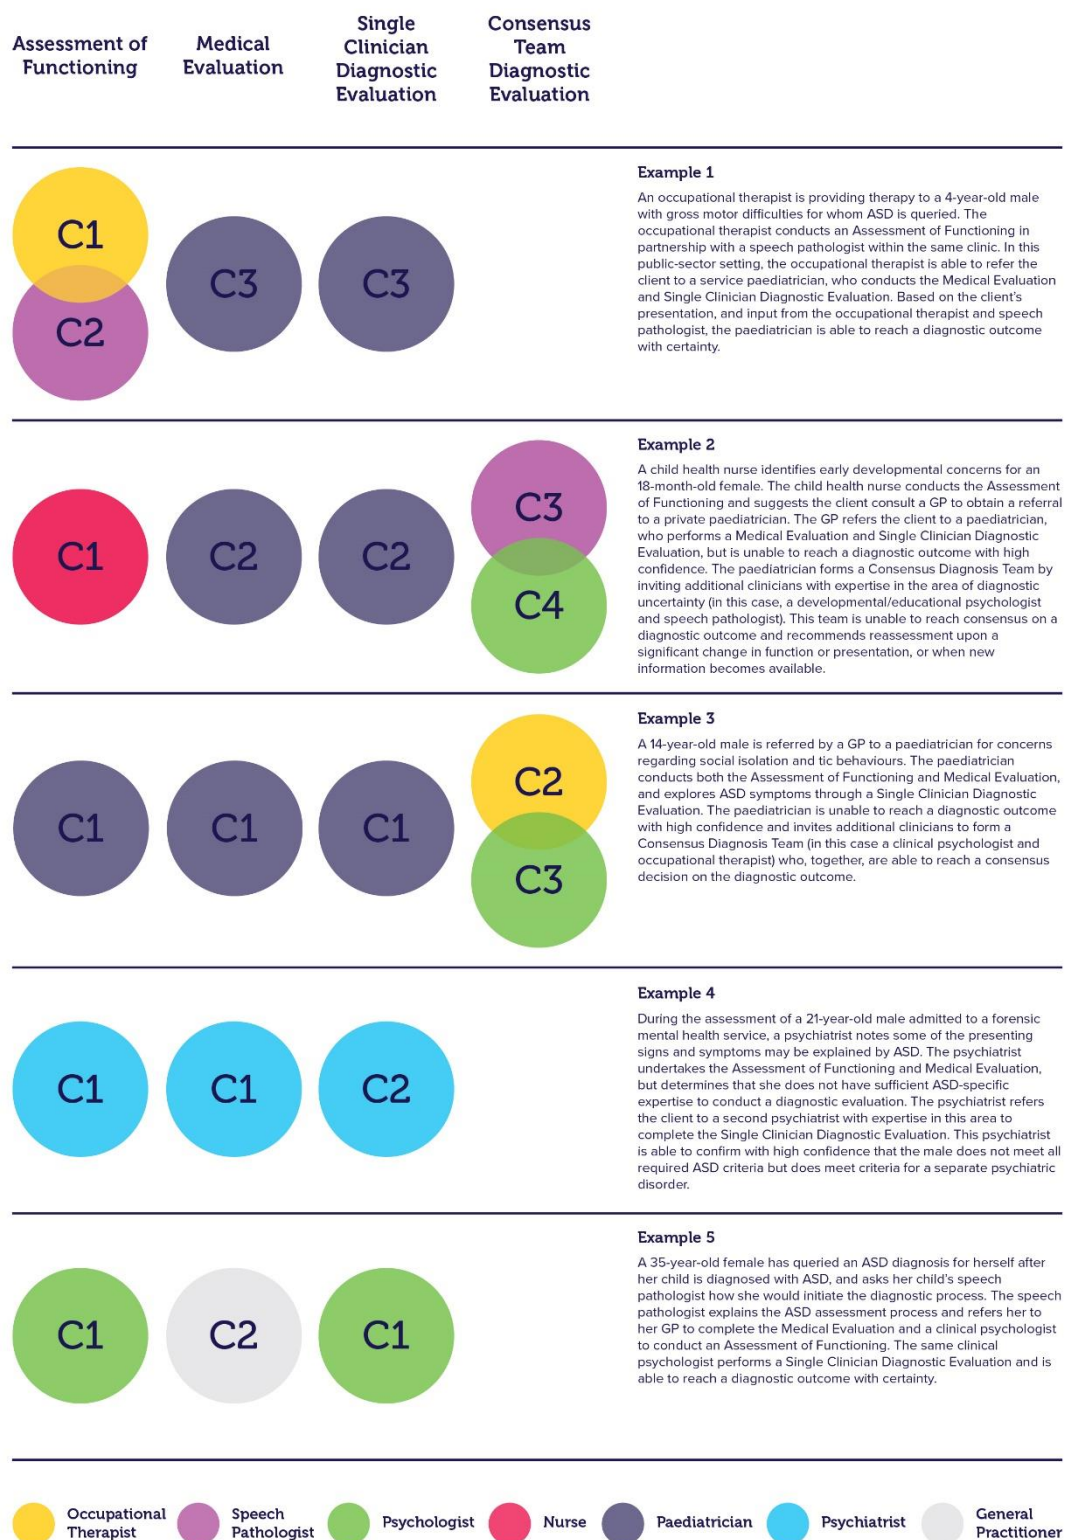 Assessment of
Functioning
Medical
Evaluation
Single
Clinician
Diagnostic
Evaluation
Consensus
Team
Diagnostic
Evaluation
C1
C2
C3
C3
Example 1
An occupational therapist is providing therapy to a 4-year-old male
with gross motor difficulties for whom ASD is queried. The
occupational therapist conducts an Assessment of Functioning in
partnership with a speech pathologist within the same clinic. In this
public-sector setting, the occupational therapist is able to refer the
client to a service paediatrician, who conducts the Medical Evaluation
and Single Clinician Diagnostic Evaluation. Based on the client's
presentation, and input from the occupational therapist and speech
pathologist, the paediatrician is able to reach a diagnostic outcome
with certainty.
C1
C2
C2
C3
C4
Example 2
A child health nurse identifies early developmental concerns for an
18-month-old female. The child health nurse conducts the Assessment
of Functioning and suggests the client consult a GP to obtain a referral
to a private paediatrician. The GP refers the client to a paediatrician,
who performs a Medical Evaluation and Single Clinician Diagnostic
Evaluation, but is unable to reach a diagnostic outcome with high
confidence. The paediatrician forms a Consensus Diagnosis Team by
inviting additional clinicians with expertise in the area of diagnostic
uncertainty (in this case, a developmental/educational psychologist
and speech pathologist). This team is unable to reach consensus on a
diagnostic outcome and recommends reassessment upon a
significant change in function or presentation, or when new
information becomes available.
C1
C1
C1
C2
C3
Example 3
A 14-year-old male is referred by a GP to a paediatrician for concerns
regarding social isolation and tic behaviours. The paediatrician
conducts both the Assessment of Functioning and Medical Evaluation,
and explores ASD symptoms through a Single Clinician Diagnostic
Evaluation. The paediatrician is unable to reach a diagnostic outcome
with high confidence and invites additional clinicians to form a
Consensus Diagnosis Team (in this case a clinical psychologist and
occupational therapist) who, together, are able to reach a consensus
decision on the diagnostic outcome.
C1
C1
C2
Example 4
During the assessment of a 21-year-old male admitted to a forensic
mental health service, a psychiatrist notes some of the presenting
signs and symptoms may be explained by ASD. The psychiatrist
undertakes the Assessment of Functioning and Medical Evaluation,
but determines that she does not have sufficient ASD-specific
expertise to conduct a diagnostic evaluation. The psychiatrist refers
the client to a second psychiatrist with expertise in this area to
complete the Single Clinician Diagnostic Evaluation. This psychiatrist
is able to confirm with high confidence that the male does not meet all
required ASD criteria but does meet criteria for a separate psychiatric
disorder.
C1
C2
C1
Example 5
A 35-year-old female has queried an ASD diagnosis for herself after
her child is diagnosed with ASD, and asks her child's speech
pathologist how she would initiate the diagnostic process. The speech
pathologist explains the ASD assessment process and refers her to
her GP to complete the Medical Evaluation and a clinical psychologist
to conduct an Assessment of Functioning. The same clinical
psychologist performs a Single Clinician Diagnostic Evaluation and is
able to reach a diagnostic outcome with certainty.
Occupational
Therapist
Speech
Pathologist
Psychologist
Nurse
Paediatrician
Psychiatrist
General
Practitioner